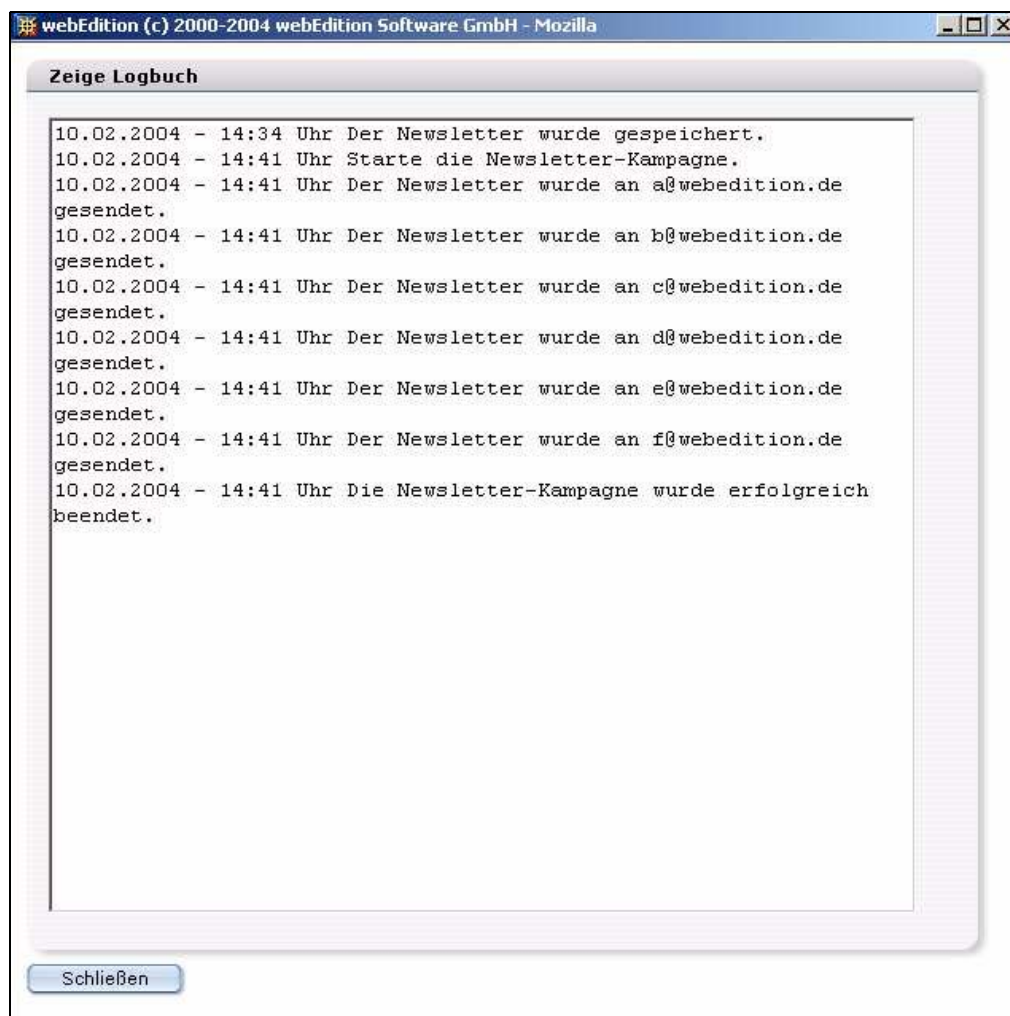 webEdition (c) 2000-2004 webEdition Software GmbH - Mozilla
Zeige Logbuch
10.02.2004 - 14:34 Uhr Der Newsletter wurde gespeichert.
10.02.2004 - 14:41 Uhr Starte die Newsletter-Kampagne.
10.02.2004 - 14:41 Uhr Der Newsletter wurde an a@webedition.de
gesendet.
10.02.2004 - 14:41 Uhr Der Newsletter wurde an b@webedition.de
gesendet.
10.02.2004 - 14:41 Uhr Der Newsletter wurde an c@webedition.de
gesendet.
10.02.2004 - 14:41 Uhr Der Newsletter wurde an d@webedition.de
gesendet.
10.02.2004 - 14:41 Uhr Der Newsletter wurde an e@webedition.de
gesendet.
10.02.2004 - 14:41 Uhr Der Newsletter wurde an f@webedition.de
gesendet.
10.02.2004 - 14:41 Uhr Die Newsletter-Kampagne wurde erfolgreich
beendet.
Schließen